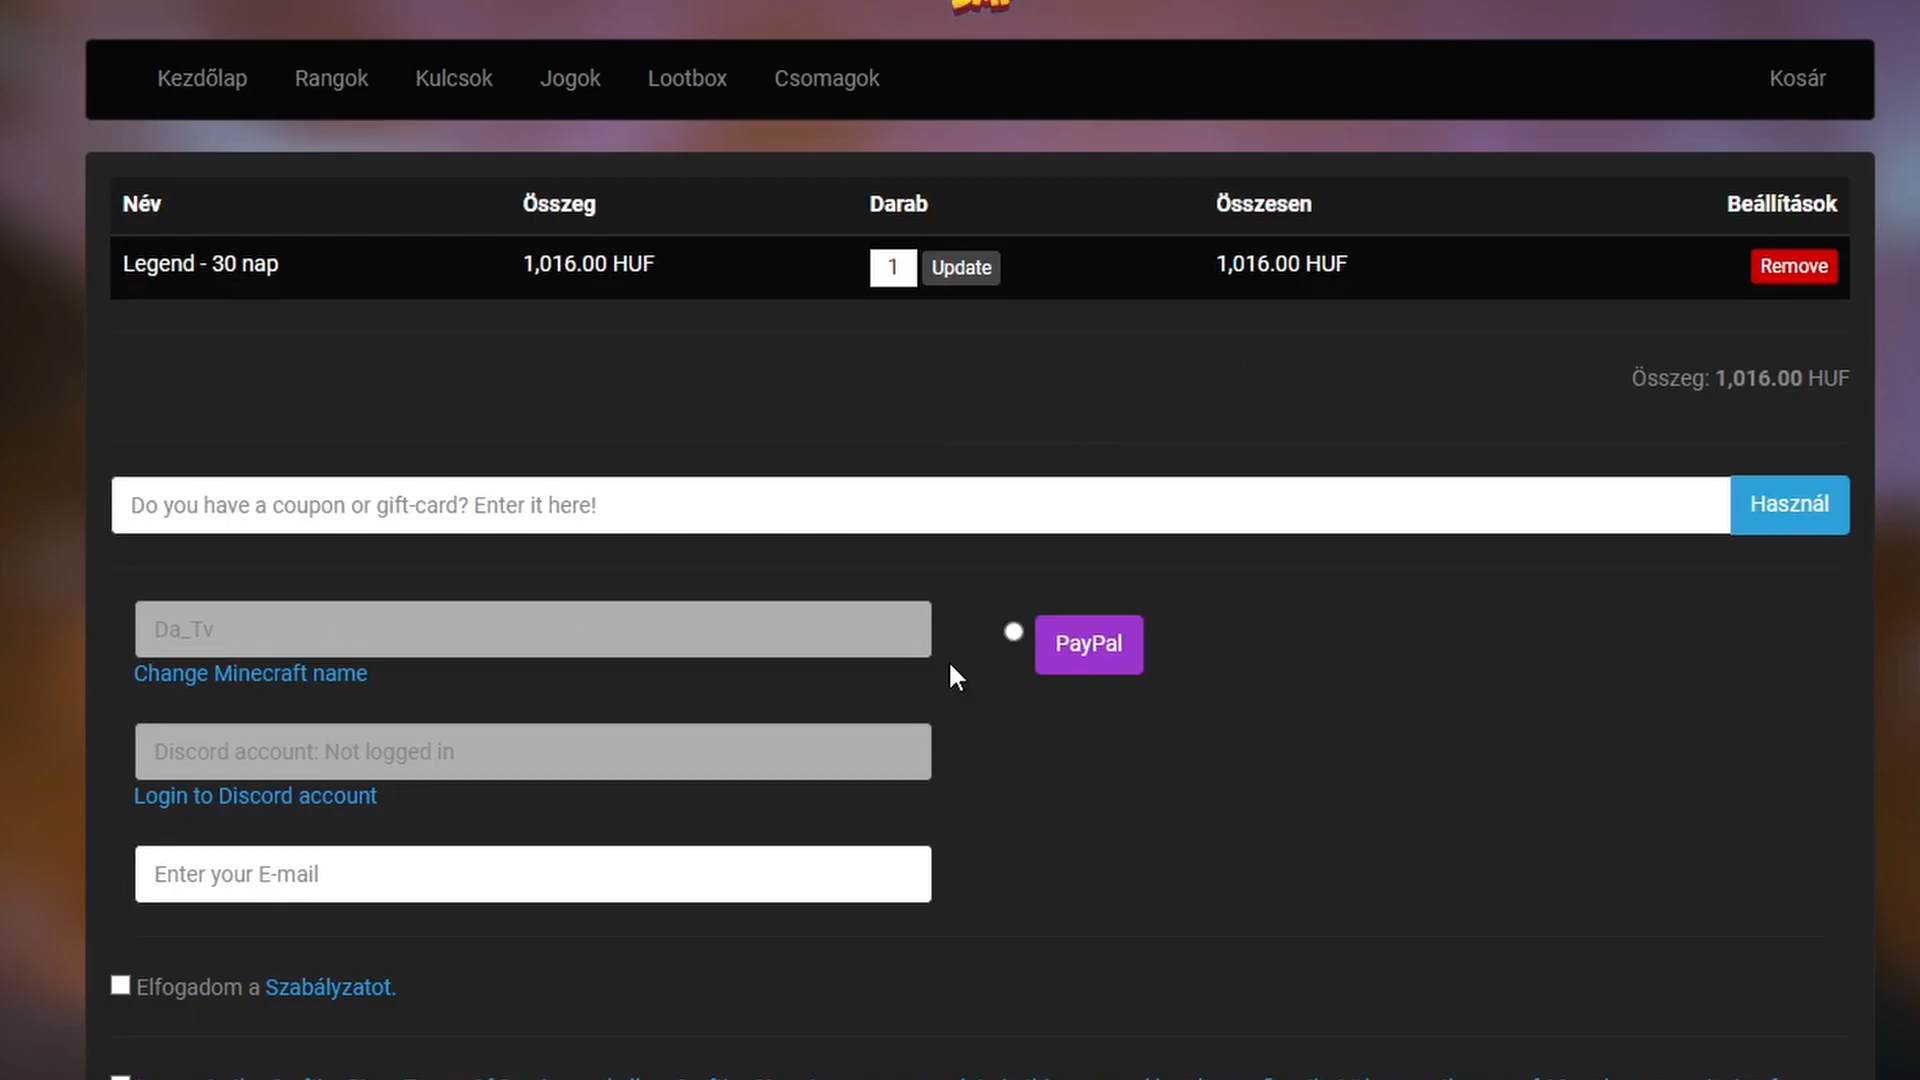 Kezdőlap Rangok Kulcsok Jogok Lootbox Csomagok Kosár
Név Összeg Darab Összesen Beállítások
Legend - 30 nap 1,016.00 HUF 1 Update 1,016.00 HUF Remove
Összeg: 1,016.00 HUF
Do you have a coupon or gift-card? Enter it here! Használ
Da_Tv
PayPal
Change Minecraft name
Discord account: Not logged in
Login to Discord account
Enter your E-mail
Elfogadom a Szabályzatot.